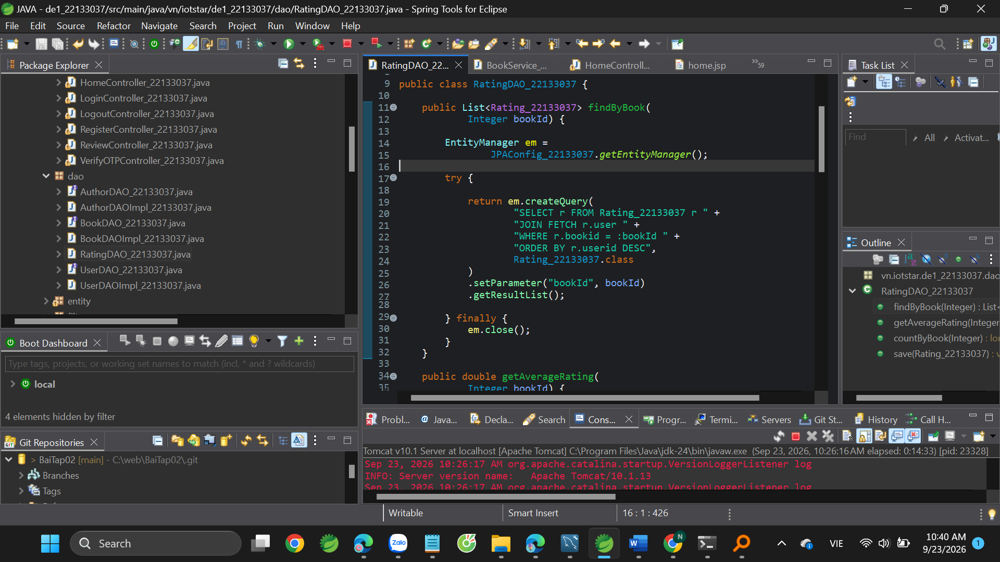 JAVA - de1_22133037/src/main/java/vn/iotstar/de1_22133037/dao/RatingDAO_22133037.java - Spring Tools for Eclipse
File Edit Source Refactor Navigate Search Project Run Window Help
Package Explorer
HomeController_22133037.java
LoginController_22133037.java
LogoutController_22133037.java
RegisterController_22133037.java
ReviewController_22133037.java
VerifyOTPController_22133037.java
dao
AuthorDAO_22133037.java
AuthorDAOImpl_22133037.java
BookDAO_22133037.java
BookDAOImpl_22133037.java
RatingDAO_22133037.java
UserDAO_22133037.java
UserDAOImpl_22133037.java
entity
Boot Dashboard
Type tags, projects, or working set names to match (incl. * and ? wildcards)
local
4 elements hidden by filter
Git Repositories
> BaiTap02 [main] - C:\web\BaiTap02\.git
Branches
Tags
RatingDAO_22... BookService_... HomeControll... home.jsp »59
9 public class RatingDAO_22133037 {
10
11 public List<Rating_22133037> findByBook(
12 Integer bookId) {
13
14 EntityManager em =
15 JPAConfig_22133037.getEntityManager();
16
17 try {
18
19 return em.createQuery(
20 "SELECT r FROM Rating_22133037 r " +
21 "JOIN FETCH r.user " +
22 "WHERE r.bookid = :bookId " +
23 "ORDER BY r.userid DESC",
24 Rating_22133037.class
25 )
26 .setParameter("bookId", bookId)
27 .getResultList();
28
29 } finally {
30 em.close();
31 }
32 }
33
34 public double getAverageRating(
35 Integer bookId) {
Probl... Java... Decla... Search Cons... Progr... Termi... Servers Git St... History Call H...
Tomcat v10.1 Server at localhost [Apache Tomcat] C:\Program Files\Java\jdk-24\bin\javaw.exe (Sep 23, 2026, 10:26:16 AM elapsed: 0:14:33) [pid: 23328]
Sep 23, 2026 10:26:17 AM org.apache.catalina.startup.VersionLoggerListener log
INFO: Server version name: Apache Tomcat/10.1.13
Sep 23, 2026 10:26:17 AM org.apache.catalina.startup.VersionLoggerListener log
Task List
Find
All
Activat...
Outline
vn.iotstar.de1_22133037.dao
RatingDAO_22133037
findByBook(Integer) : List<
getAverageRating(Integer
countByBook(Integer) : lo
save(Rating_22133037) : v
Writable
Smart Insert
16 : 1 : 426
Search
Zalo
N
VIE
10:40 AM
9/23/2026
1